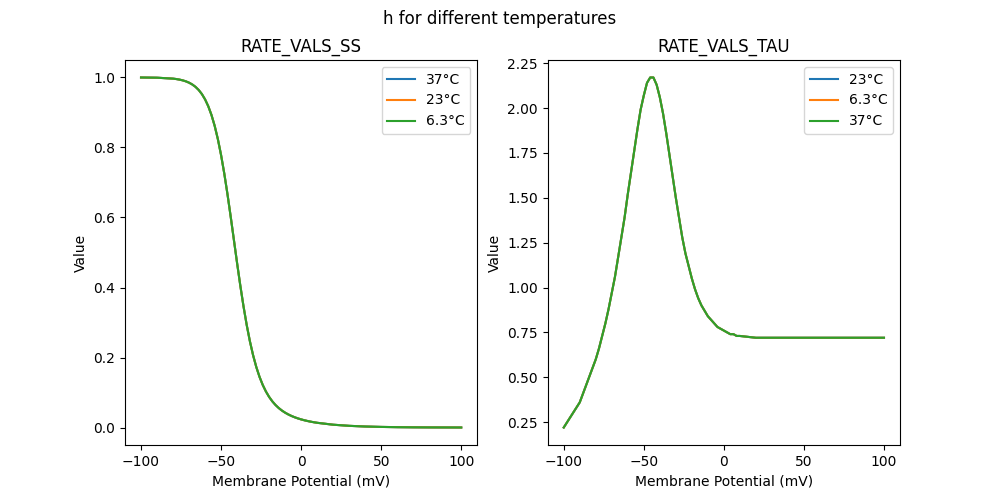 h for different temperatures
RATE_VALS_SS
1.0
0.8
0.6
0.4
0.2
0.0
Value
−100
−50
0
50
100
Membrane Potential (mV)
37°C
23°C
6.3°C
RATE_VALS_TAU
2.25
2.00
1.75
1.50
1.25
1.00
0.75
0.50
0.25
Value
−100
−50
0
50
100
Membrane Potential (mV)
23°C
6.3°C
37°C